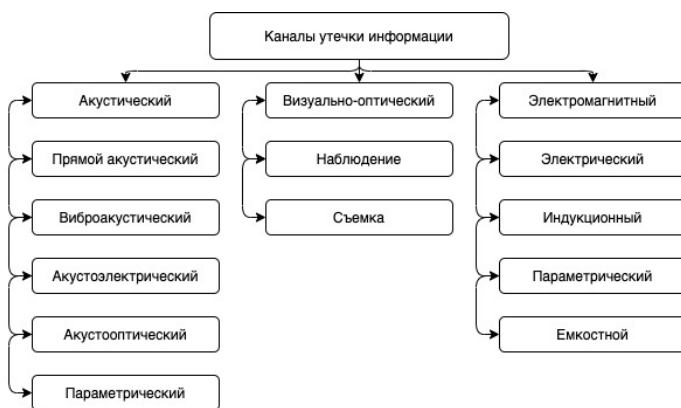 Каналы утечки информации
Акустический
Прямой акустический
Виброакустический
Акустоэлектрический
Акустооптический
Параметрический
Визуально-оптический
Наблюдение
Съемка
Электромагнитный
Электрический
Индукционный
Параметрический
Емкостной